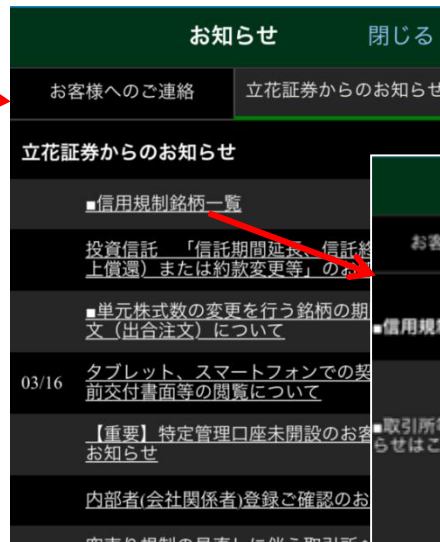 お知らせ 閉じる
お客様へのご連絡 立花証券からのお知らせ
立花証券からのお知らせ
■信用規制銘柄一覧
投資信託 「信託期間延長、信託終
上償還）または約款変更等」のお
■単元株式数の変更を行う銘柄の期
文（出合注文）について
03/16 タブレット、スマートフォンでの契
前交付書面等の閲覧について
【重要】特定管理口座未開設のお客
お知らせ
内部者(会社関係者)登録ご確認のお
お客
■信用規
■取引所
らせはこ